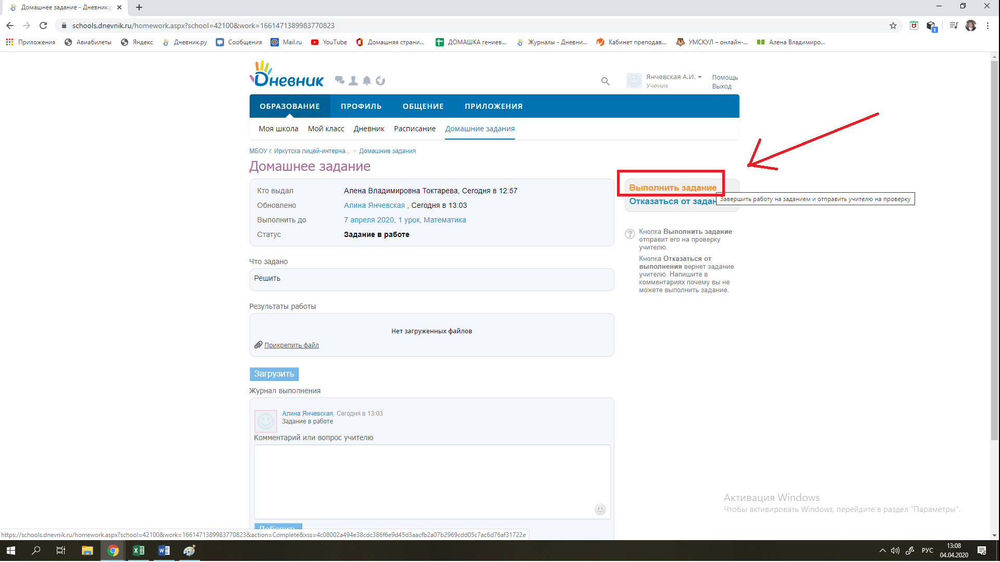 Домашнее задание - Дневник.р
schools.dnevnik.ru/homework.aspx?school=42100&work=1661471389983770823
Приложения Авиабилеты Яндекс Дневник.ру Сообщения Mail.ru YouTube Домашняя страни... ДОМАШКА гениев... Журналы - Дневни... Кабинет преподав... УМСКУЛ – онлайн-... Алена Владимиро...
1
Dневник
Янчевская А.И.
Ученик
Помощь
Выход
ОБРАЗОВАНИЕ ПРОФИЛЬ ОБЩЕНИЕ ПРИЛОЖЕНИЯ
Моя школа Мой класс Дневник Расписание Домашние задания
МБОУ г. Иркутска лицей-интерна... > Домашние задания
Домашнее задание
Кто выдал Алена Владимировна Токтарева, Сегодня в 12:57
Обновлено Алина Янчевская , Сегодня в 13:03
Выполнить до 7 апреля 2020, 1 урок, Математика
Статус Задание в работе
Выполнить задание
Отказаться от задан
Завершить работу на заданием и отправить учителю на проверку
Кнопка Выполнить задание
отправит его на проверку
учителю.
Кнопка Отказаться от
выполнения вернет задание
учителю. Напишите в
комментариях почему вы не
можете выполнить задание.
Что задано
Решить
Результаты работы
Нет загруженных файлов
Прикрепить файл
Загрузить
Журнал выполнения
Алина Янчевская, Сегодня в 13:03
Задание в работе
Комментарий или вопрос учителю
Добавить
Активация Windows
Чтобы активировать Windows, перейдите в раздел "Параметры".
https://schools.dnevnik.ru/homework.aspx?school=42100&work=1661471389983770823&action=Complete&xss=4c08002a494e38cdc386f6e9d45d3aacfb2a07b2969cdd05c7ac6d76af31722e
РУС
13:08
04.04.2020